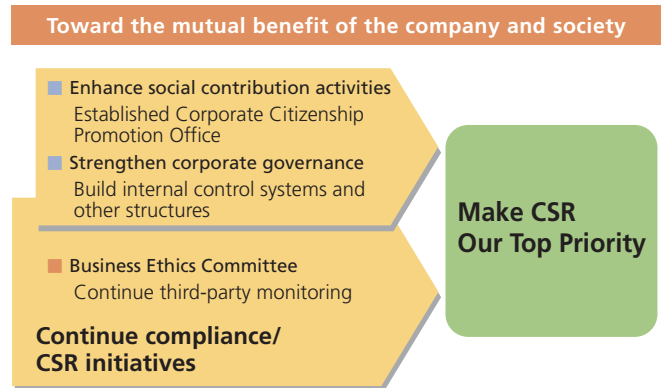 Toward the mutual benefit of the company and society
Enhance social contribution activities
Established Corporate Citizenship
Promotion Office
Strengthen corporate governance
Build internal control systems and
other structures
Business Ethics Committee
Continue third-party monitoring
Continue compliance/
CSR initiatives
Make CSR
Our Top Priority